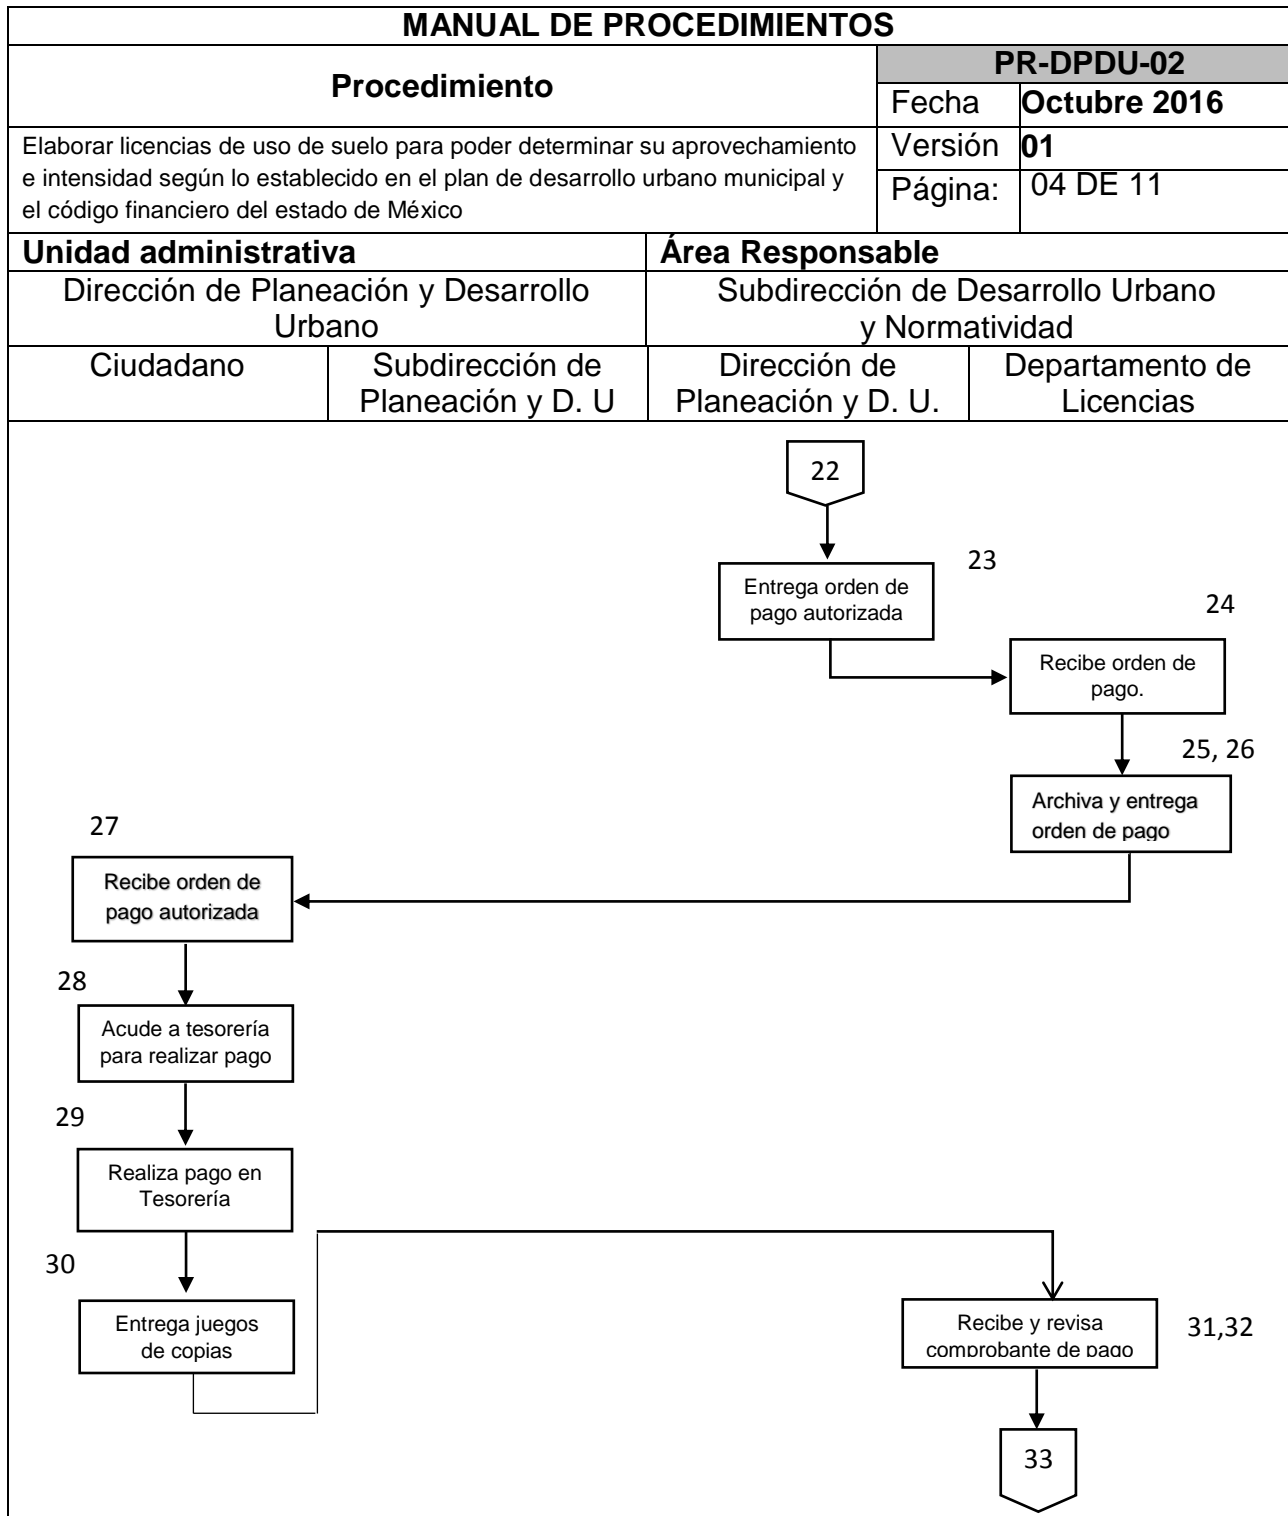 MANUAL DE PROCEDIMIENTOS
Procedimiento
PR-DPDU-02
Fecha Octubre 2016
Elaborar licencias de uso de suelo para poder determinar su aprovechamiento
e intensidad según lo establecido en el plan de desarrollo urbano municipal y
el código financiero del estado de México
Versión 01
Página: 04 DE 11
Unidad administrativa
Área Responsable
Dirección de Planeación y Desarrollo
Urbano
Subdirección de Desarrollo Urbano
y Normatividad
Ciudadano
Subdirección de
Planeación y D. U
Dirección de
Planeación y D. U.
Departamento de
Licencias
22
23
Entrega orden de
pago autorizada
24
Recibe orden de
pago.
25, 26
Archiva y entrega
orden de pago
27
Recibe orden de
pago autorizada
28
Acude a tesorería
para realizar pago
29
Realiza pago en
Tesorería
30
Entrega juegos
de copias
Recibe y revisa
comprobante de pago
31,32
33